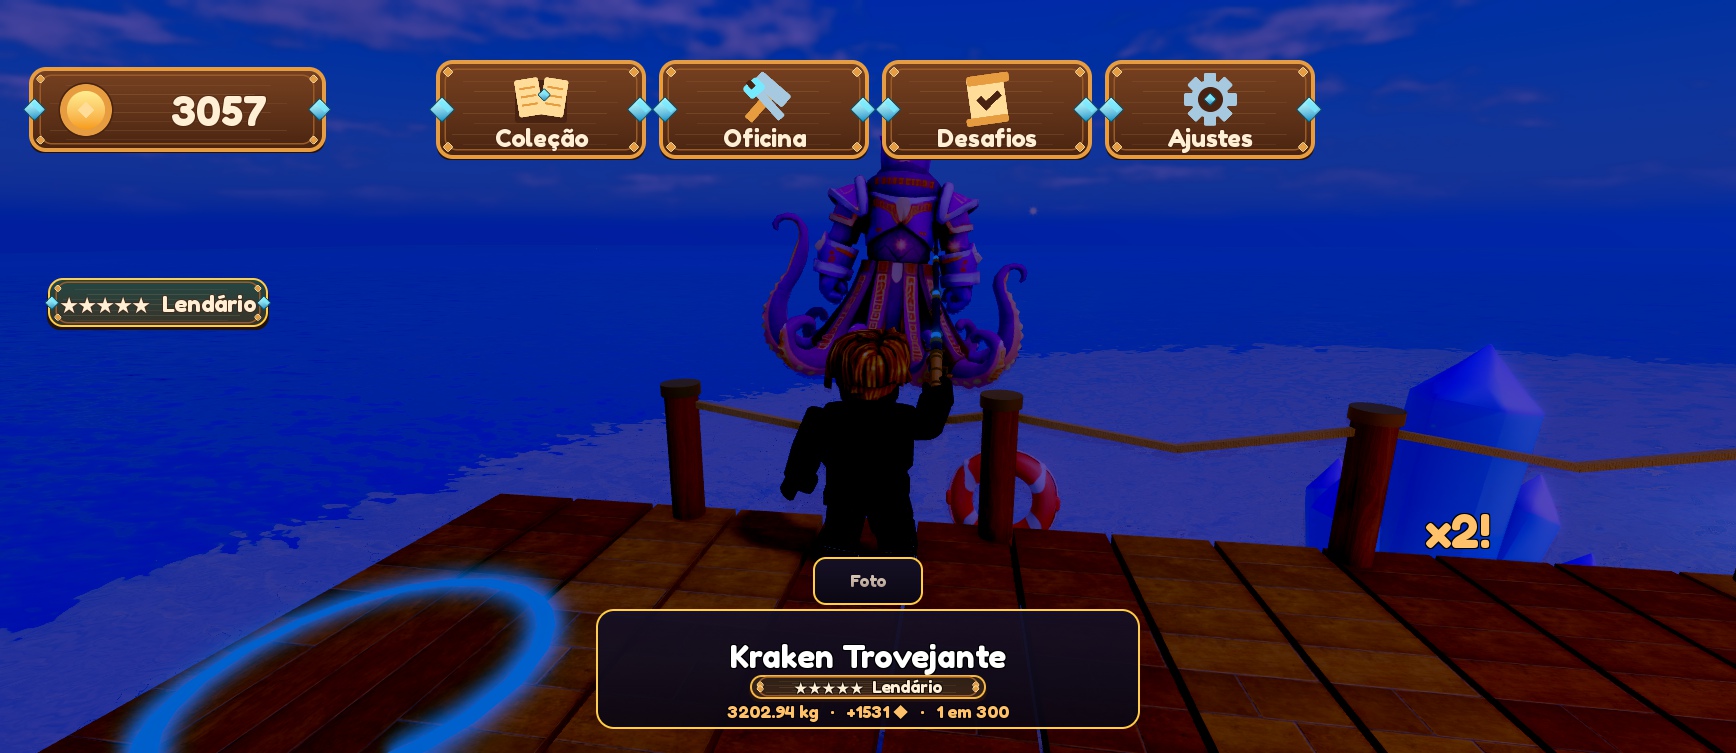 3057
Coleção
Oficina
Desafios
Ajustes
★★★★★ Lendário
x2!
Foto
Kraken Trovejante
★★★★★ Lendário
3202.94 kg · +1531◆ · 1 em 300